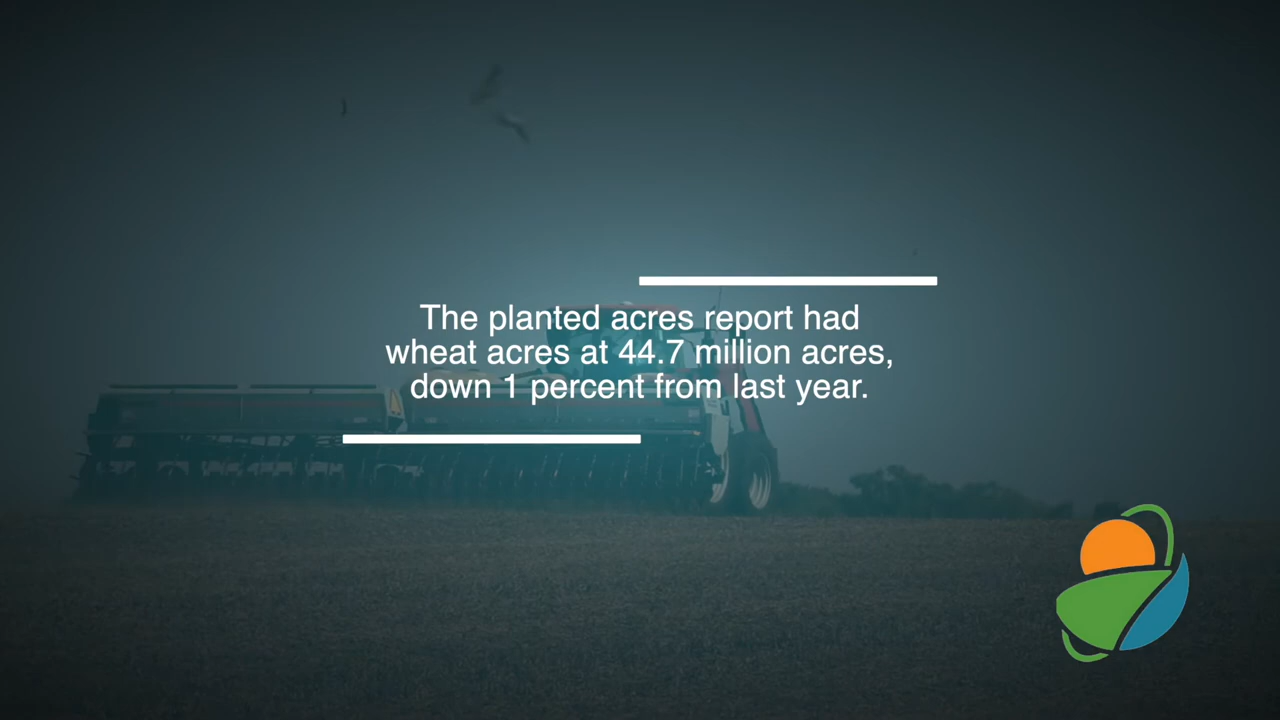 The planted acres report had
wheat acres at 44.7 million acres,
down 1 percent from last year.